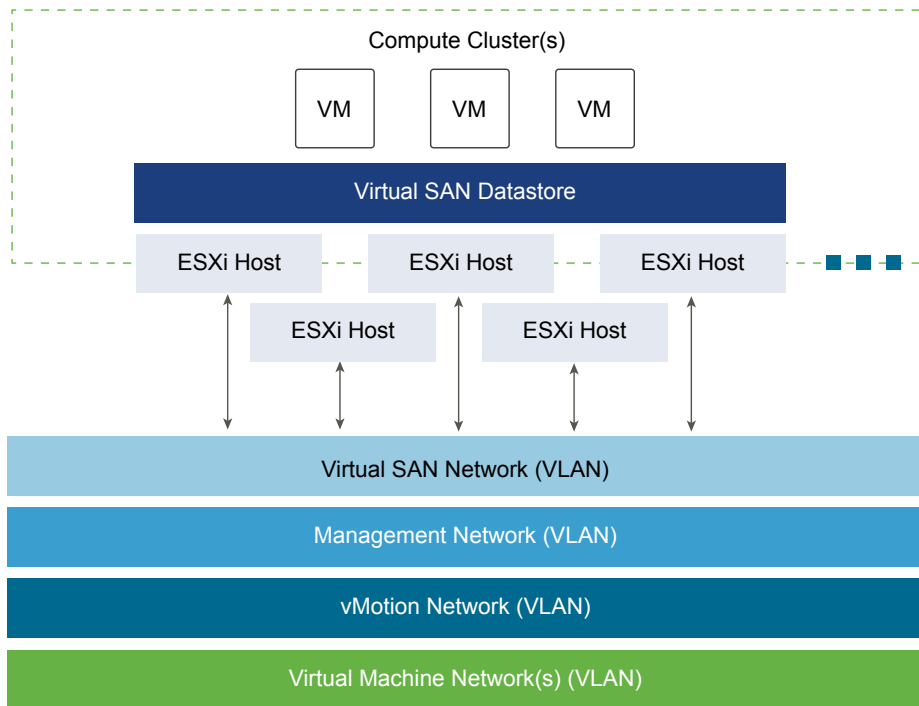 Compute Cluster(s)
VM
VM
VM
Virtual SAN Datastore
ESXi Host
ESXi Host
ESXi Host
ESXi Host
ESXi Host
Virtual SAN Network (VLAN)
Management Network (VLAN)
vMotion Network (VLAN)
Virtual Machine Network(s) (VLAN)